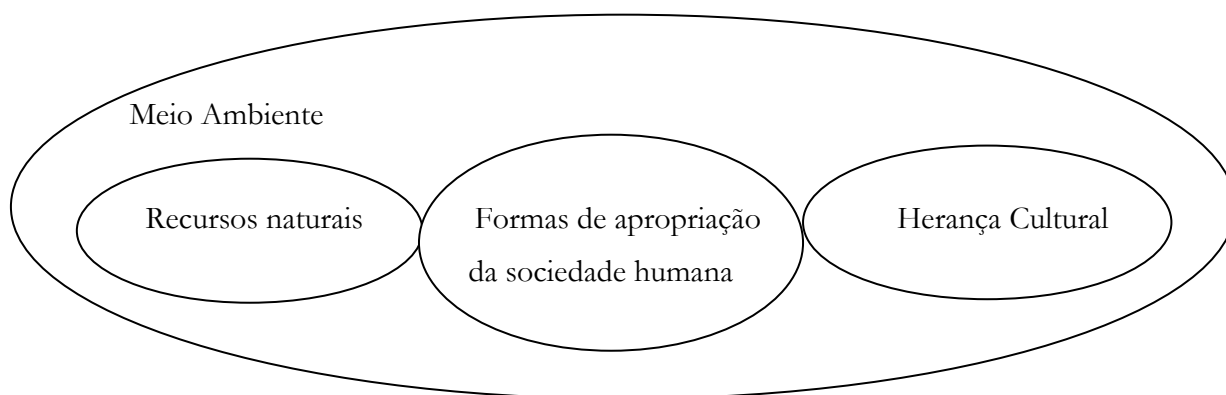 Meio Ambiente
Recursos naturais
Formas de apropriação
da sociedade humana
Herança Cultural